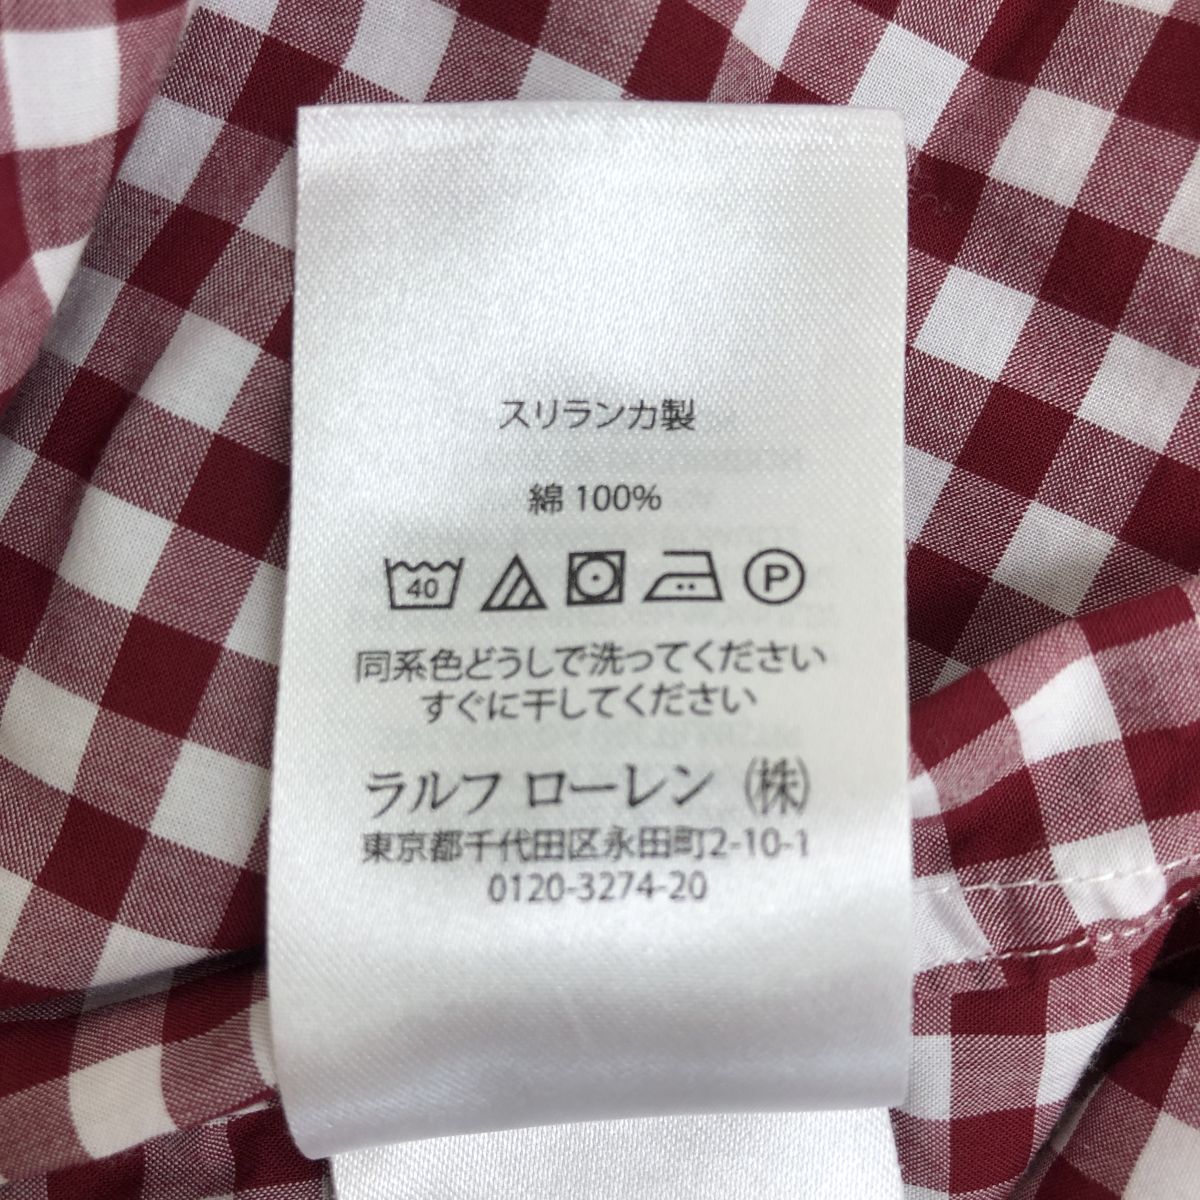 スリランカ製
綿 100%
40 P
同系色どうしで洗ってください
すぐに干してください
ラルフ ローレン (株)
東京都千代田区永田町2-10-1
0120-3274-20